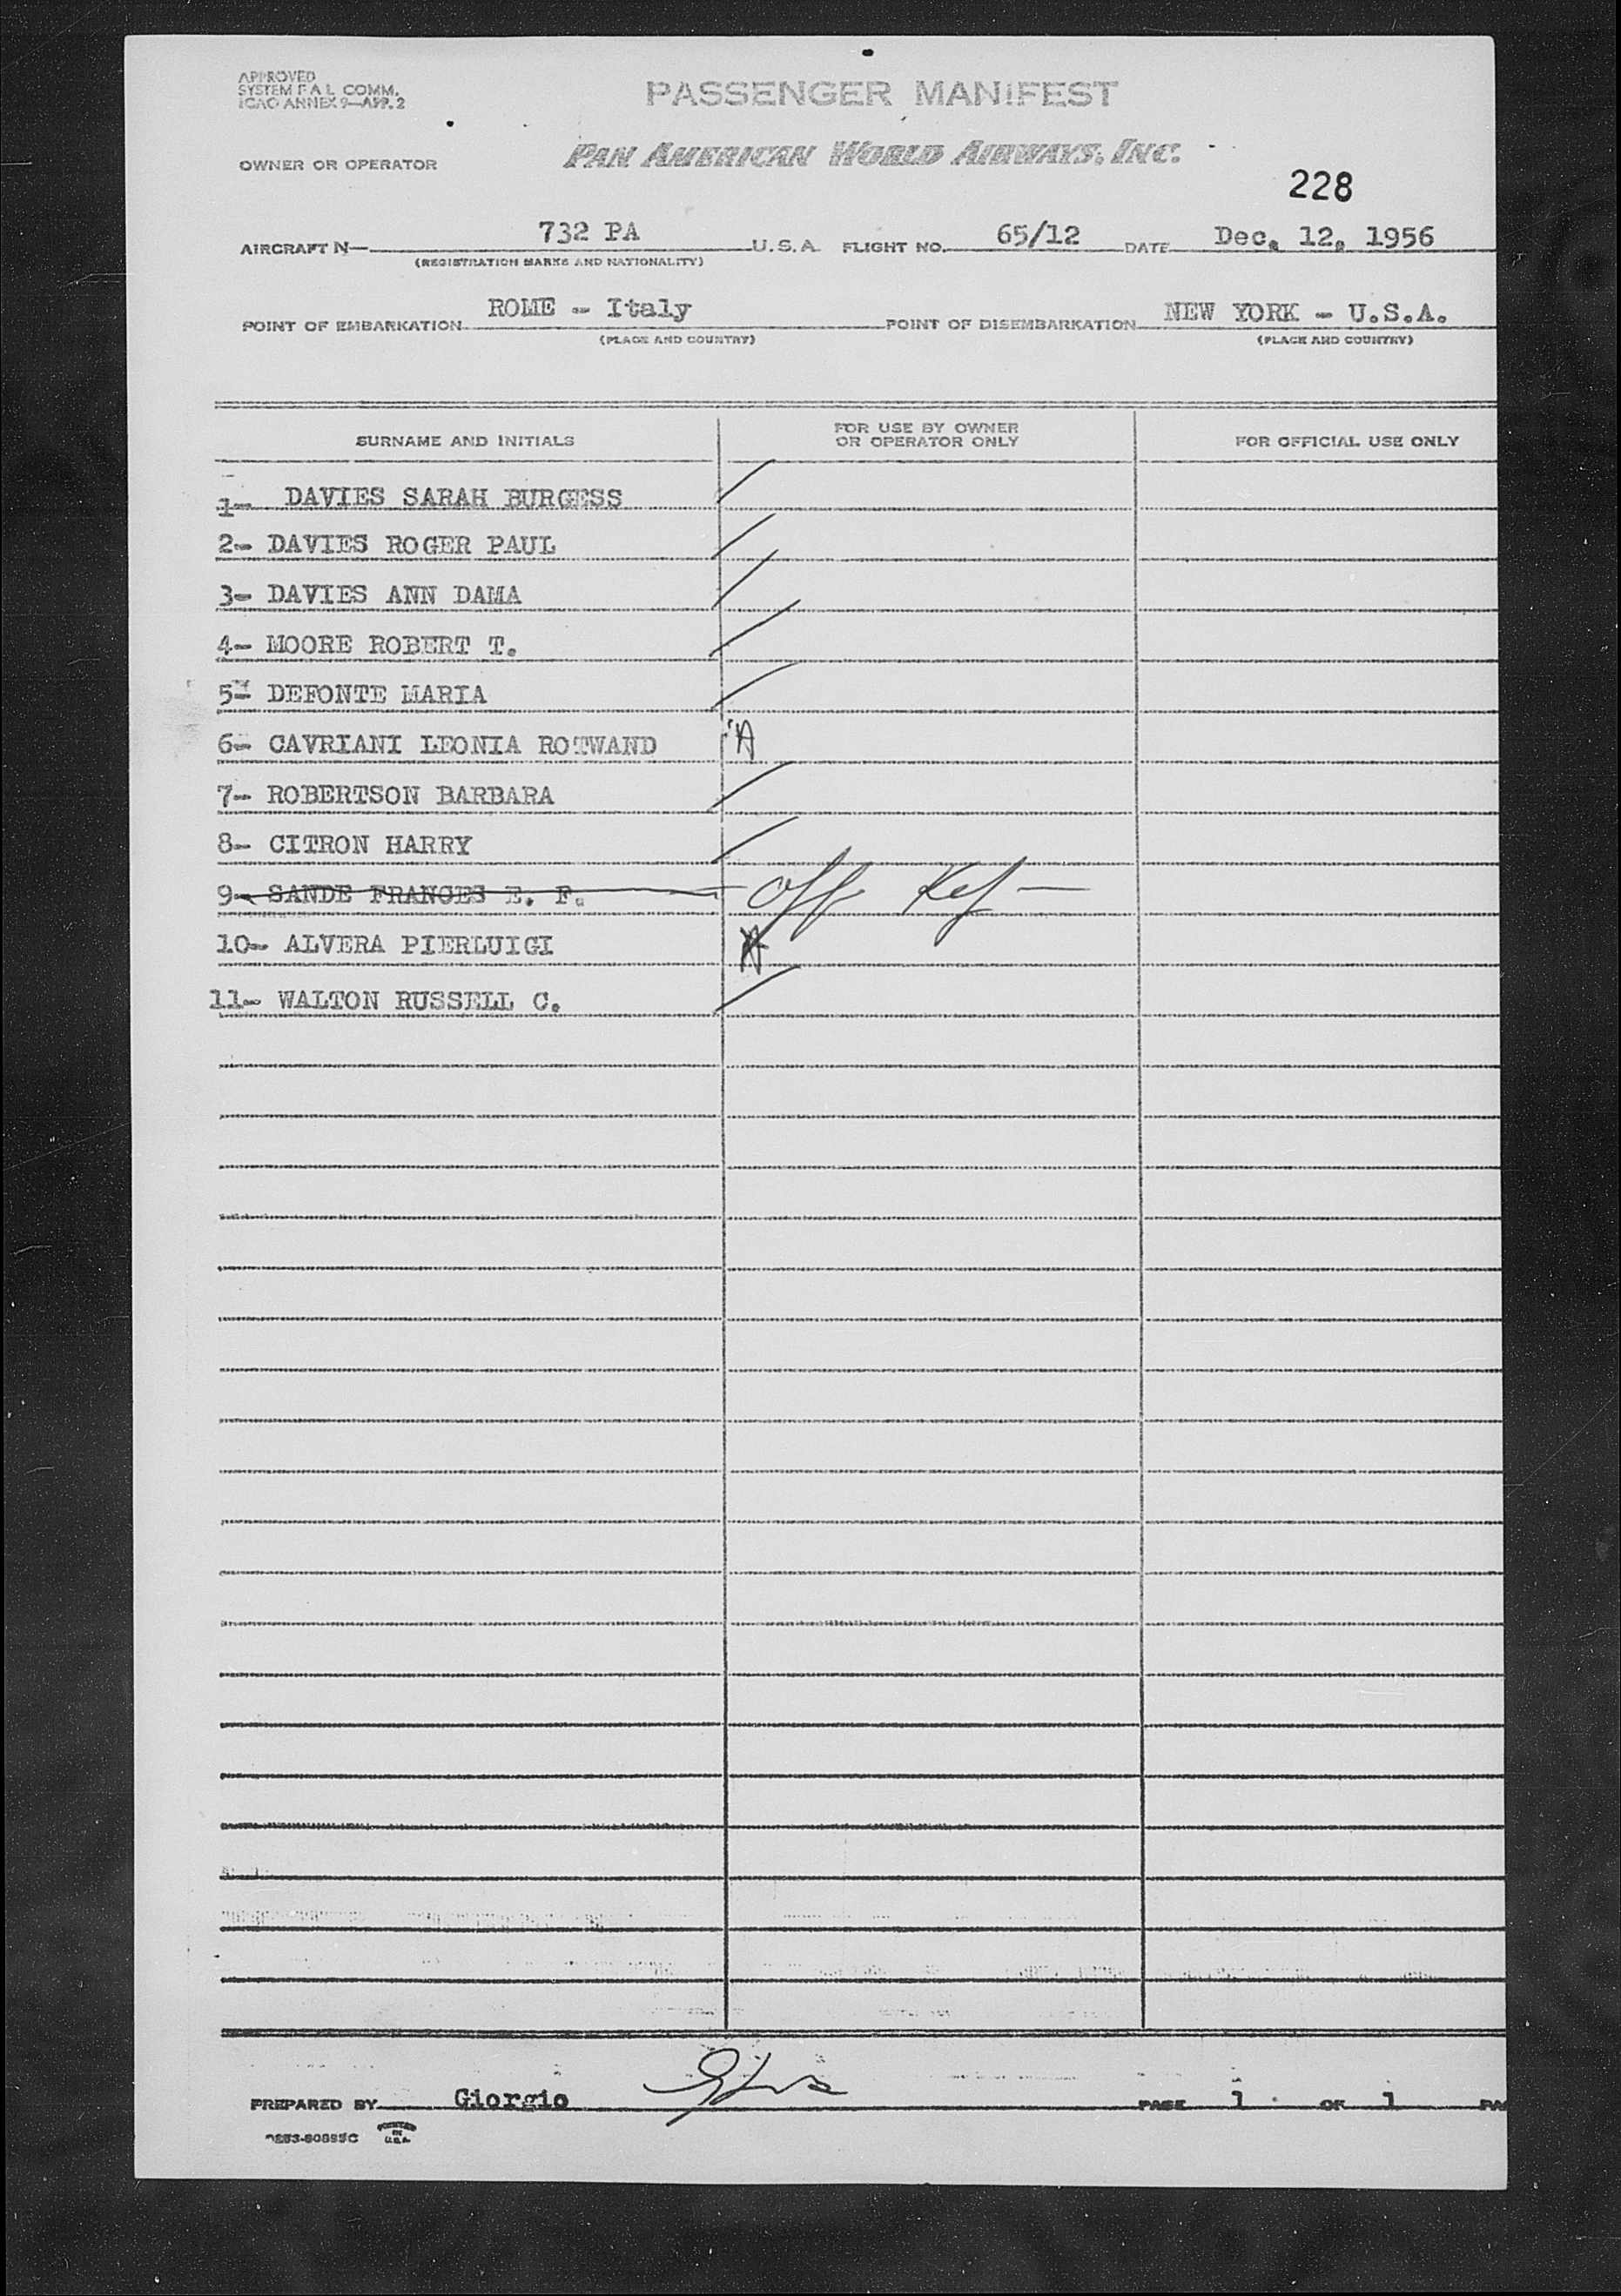 APPROVED
SYSTEM F A L COMM.
ICAO ANNEX 9—APP. 2
PASSENGER MANIFEST
OWNER OR OPERATOR PAN AMERICAN WORLD AIRWAYS, INC.
228
AIRCRAFT N— 732 PA U.S.A. FLIGHT NO. 65/12 DATE Dec. 12, 1956
(REGISTRATION MARKS AND NATIONALITY)
POINT OF EMBARKATION ROME - Italy POINT OF DISEMBARKATION NEW YORK - U.S.A.
(PLACE AND COUNTRY) (PLACE AND COUNTRY)
SURNAME AND INITIALS FOR USE BY OWNER OR OPERATOR ONLY FOR OFFICIAL USE ONLY
1- DAVIES SARAH BURGESS
2- DAVIES ROGER PAUL
3- DAVIES ANN DAMA
4- MOORE ROBERT T.
5- DEFONTE MARIA
6- CAVRIANI LEONIA ROTWAND A
7- ROBERTSON BARBARA
8- CITRON HARRY
9- SANDE FRANCES E. F. Off Kef -
10- ALVERA PIERLUIGI A
11- WALTON RUSSELL C.
PREPARED BY Giorgio PAGE 1 OF 1
PRINTED IN U.S.A.